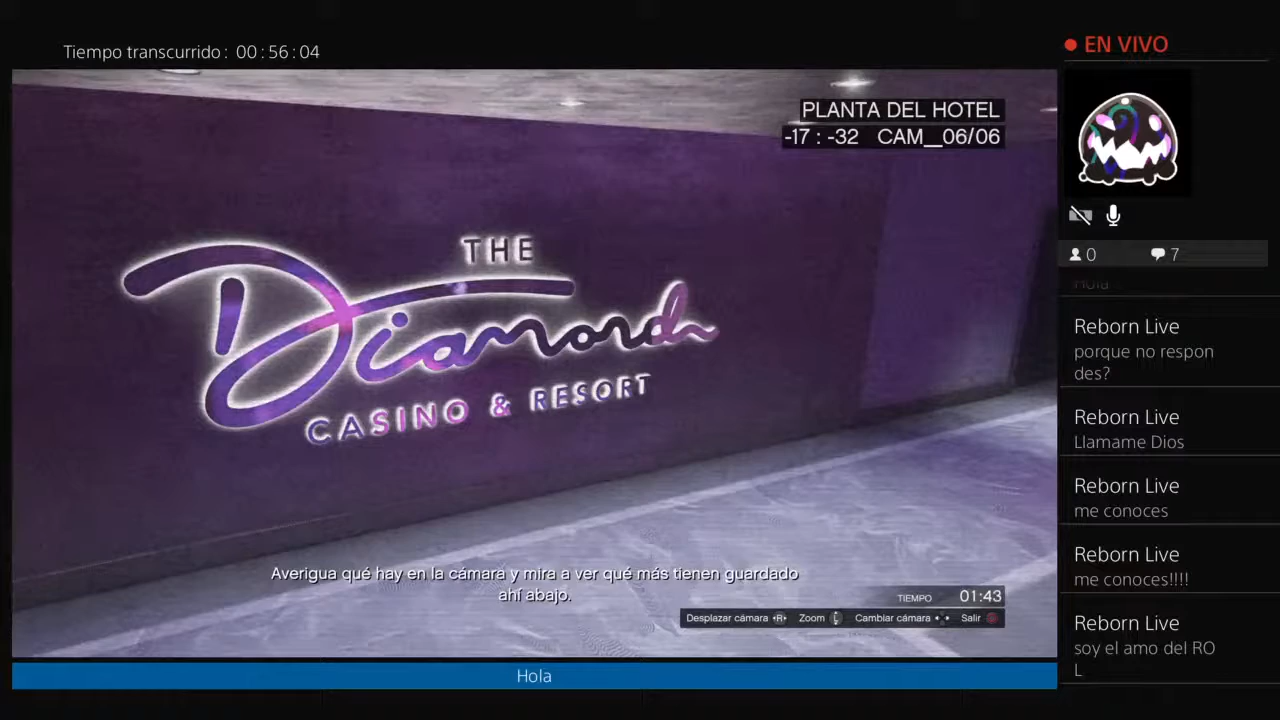 Tiempo transcurrido: 00:56:04
EN VIVO
PLANTA DEL HOTEL
-17 : -32 CAM__06/06
THE
Diamond
CASINO & RESORT
Averigua qué hay en la cámara y mira a ver qué más tienen guardado
ahí abajo.
TIEMPO 01:43
Desplazar cámara R Zoom L Cambiar cámara Salir
Hola
0 7
Hola
Reborn Live
porque no respon
des?
Reborn Live
Llamame Dios
Reborn Live
me conoces
Reborn Live
me conoces!!!!
Reborn Live
soy el amo del RO
L